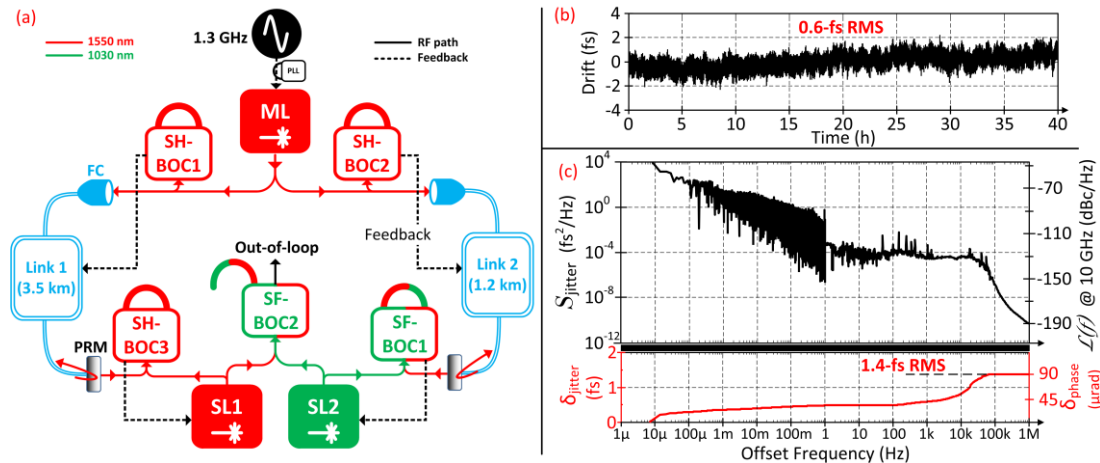 (a)
1550 nm
1030 nm
1.3 GHz
PLL
RF path
Feedback
ML
SH-
BOC1
SH-
BOC2
FC
Feedback
Link 1
(3.5 km)
Link 2
(1.2 km)
Out-of-loop
SF-
BOC2
SH-
BOC3
SF-
BOC1
PRM
SL1
SL2
(b)
0.6-fs RMS
Drift (fs)
4
2
0
-2
-4
0 5 10 15 20 25 30 35 40
Time (h)
(c)
S_jitter (fs²/Hz)
10⁴
10⁰
10⁻⁴
10⁻⁸
10⁻¹²
-70
-110
-130
-150
-190
@ 10 GHz (dBc/Hz)
1.4-fs RMS
δ_jitter
(fs)
2
1
0
90
45
δ_phase
(μrad)
1μ 10μ 100μ 1m 10m 100m 1 10 100 1k 10k 100k 1M
Offset Frequency (Hz)